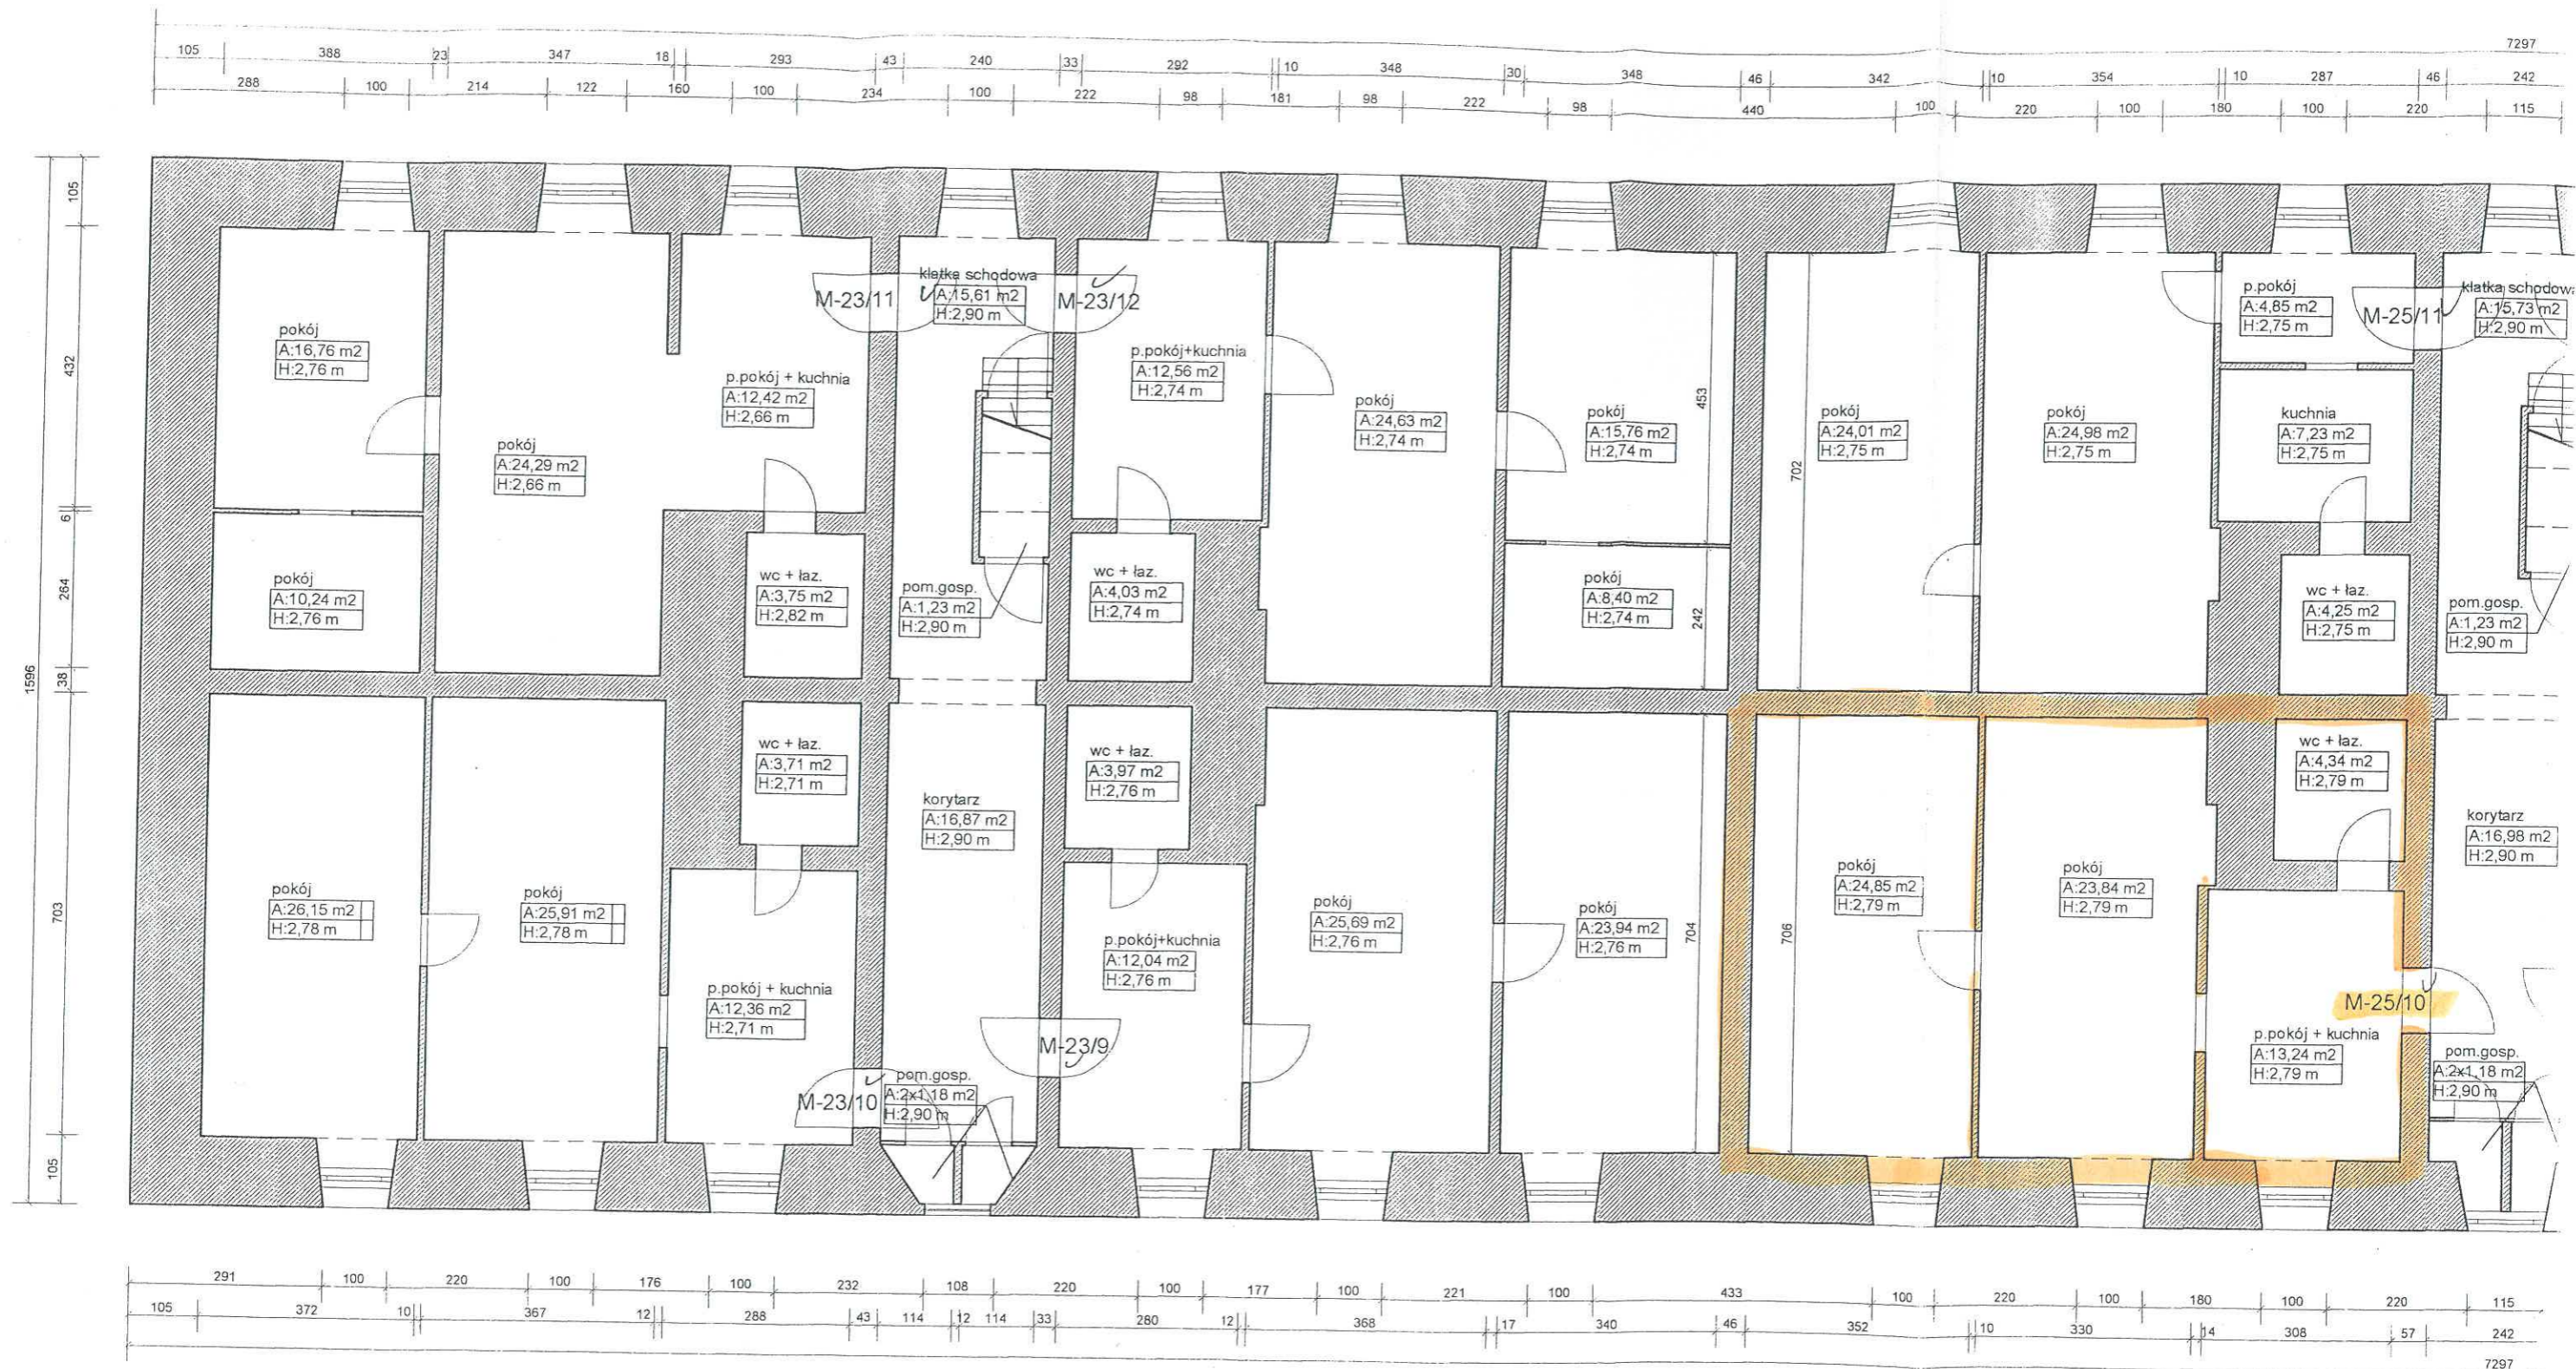 7297
105 388 23 347 18 293 43 240 33 292 10 348 30 348 46 342 10 354 10 287 46 242
288 100 214 122 160 100 234 100 222 98 181 98 222 98 440 100 220 100 180 100 220 115
1596
105
432
6
264
38
703
105
pokój
A:16,76 m2
H:2,76 m
pokój
A:24,29 m2
H:2,66 m
p.pokój + kuchnia
A:12,42 m2
H:2,66 m
M-23/11
klatka schodowa
A:15,61 m2
H:2,90 m
M-23/12
p.pokój+kuchnia
A:12,56 m2
H:2,74 m
pokój
A:24,63 m2
H:2,74 m
pokój
A:15,76 m2
H:2,74 m
453
702
pokój
A:24,01 m2
H:2,75 m
pokój
A:24,98 m2
H:2,75 m
p.pokój
A:4,85 m2
H:2,75 m
M-25/11
klatka schodowa
A:15,73 m2
H:2,90 m
kuchnia
A:7,23 m2
H:2,75 m
pokój
A:10,24 m2
H:2,76 m
wc + łaz.
A:3,75 m2
H:2,82 m
pom.gosp.
A:1,23 m2
H:2,90 m
wc + łaz.
A:4,03 m2
H:2,74 m
pokój
A:8,40 m2
H:2,74 m
242
wc + łaz.
A:4,25 m2
H:2,75 m
pom.gosp.
A:1,23 m2
H:2,90 m
wc + łaz.
A:3,71 m2
H:2,71 m
korytarz
A:16,87 m2
H:2,90 m
wc + łaz.
A:3,97 m2
H:2,76 m
wc + łaz.
A:4,34 m2
H:2,79 m
korytarz
A:16,98 m2
H:2,90 m
pokój
A:26,15 m2
H:2,78 m
pokój
A:25,91 m2
H:2,78 m
p.pokój + kuchnia
A:12,36 m2
H:2,71 m
p.pokój+kuchnia
A:12,04 m2
H:2,76 m
pokój
A:25,69 m2
H:2,76 m
pokój
A:23,94 m2
H:2,76 m
704
706
pokój
A:24,85 m2
H:2,79 m
pokój
A:23,84 m2
H:2,79 m
M-25/10
p.pokój + kuchnia
A:13,24 m2
H:2,79 m
pom.gosp.
A:2x1,18 m2
H:2,90 m
M-23/9
M-23/10
pom.gosp.
A:2x1,18 m2
H:2,90 m
291 100 220 100 176 100 232 108 220 100 177 100 221 100 433 100 220 100 180 100 220 115
105 372 10 367 12 288 43 114 12 114 33 280 12 368 17 340 46 352 10 330 14 308 57 242
7297